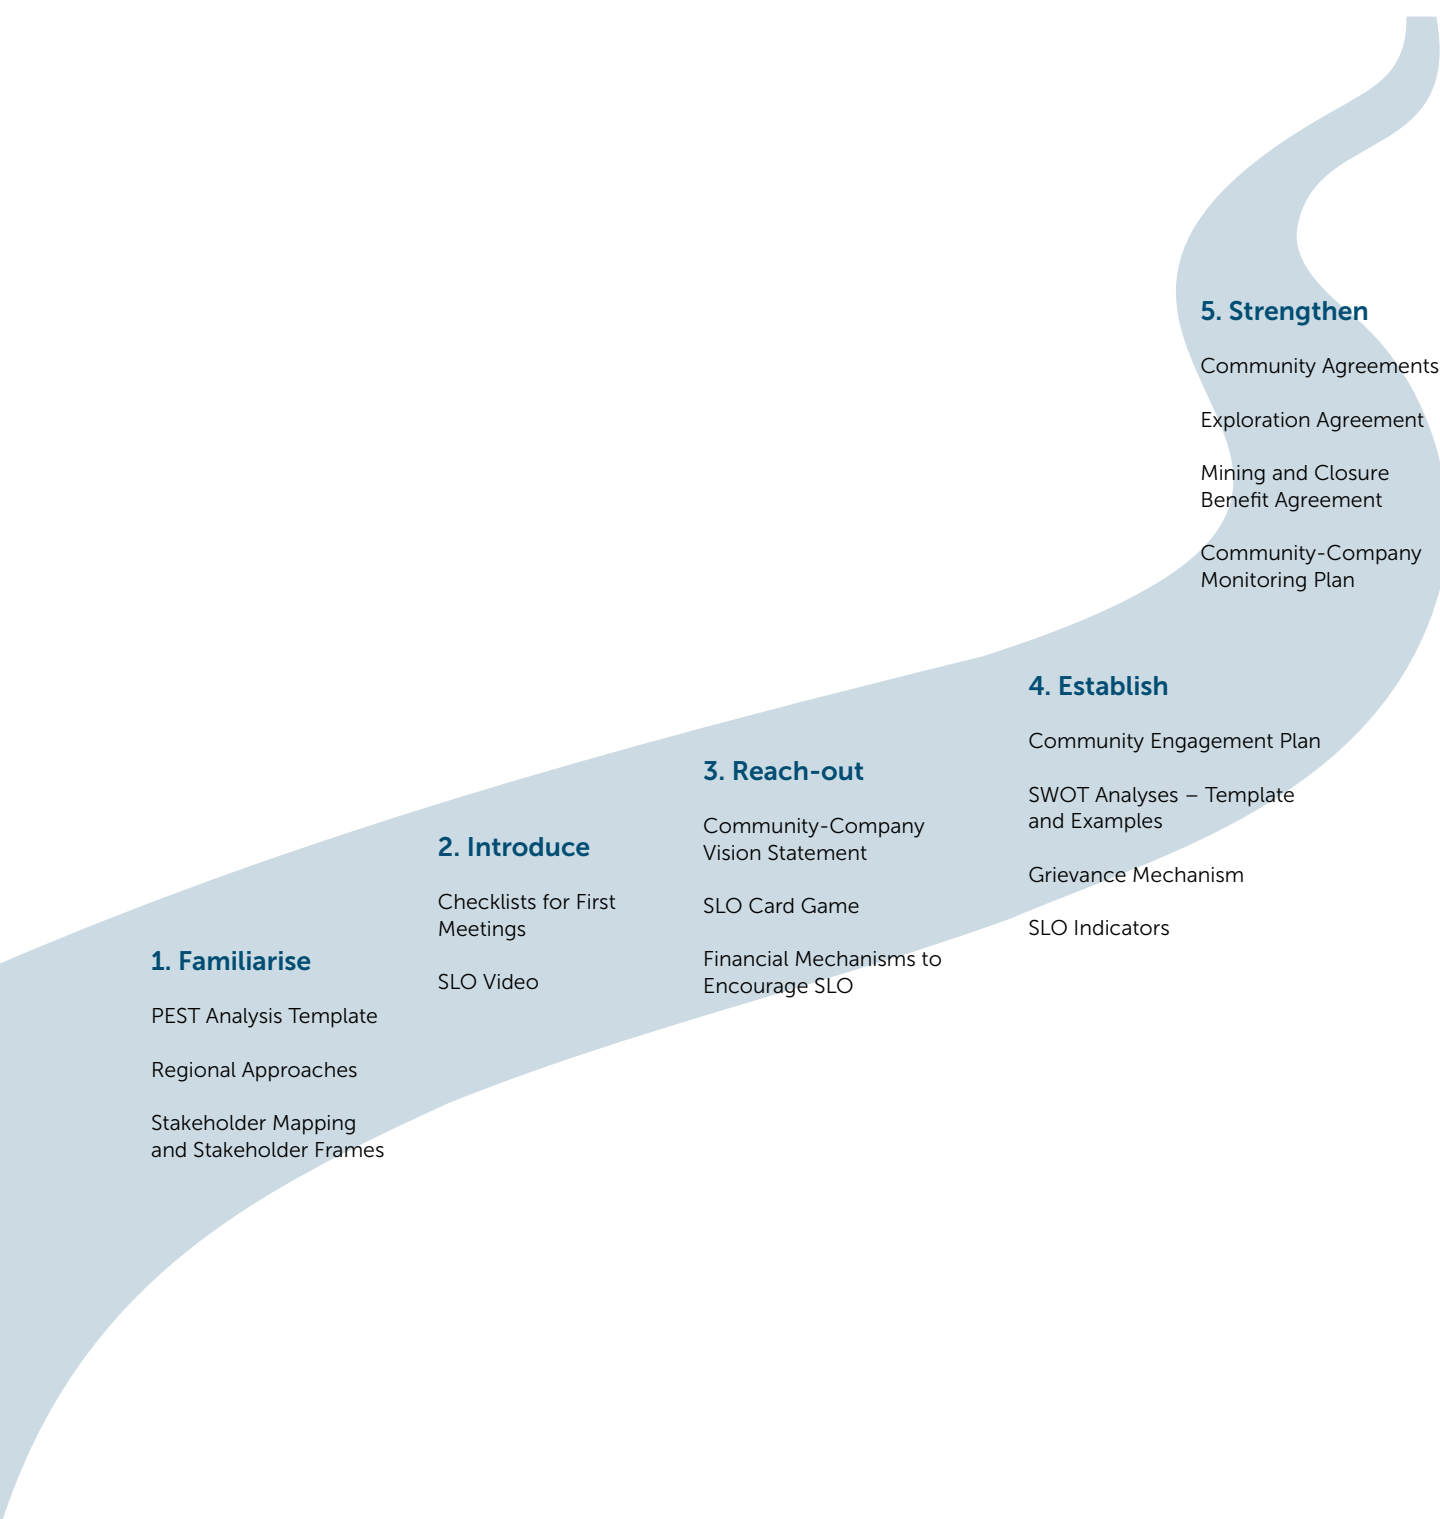 1. Familiarise
PEST Analysis Template
Regional Approaches
Stakeholder Mapping
and Stakeholder Frames
2. Introduce
Checklists for First
Meetings
SLO Video
3. Reach-out
Community-Company
Vision Statement
SLO Card Game
Financial Mechanisms to
Encourage SLO
4. Establish
Community Engagement Plan
SWOT Analyses – Template
and Examples
Grievance Mechanism
SLO Indicators
5. Strengthen
Community Agreements
Exploration Agreement
Mining and Closure
Benefit Agreement
Community-Company
Monitoring Plan